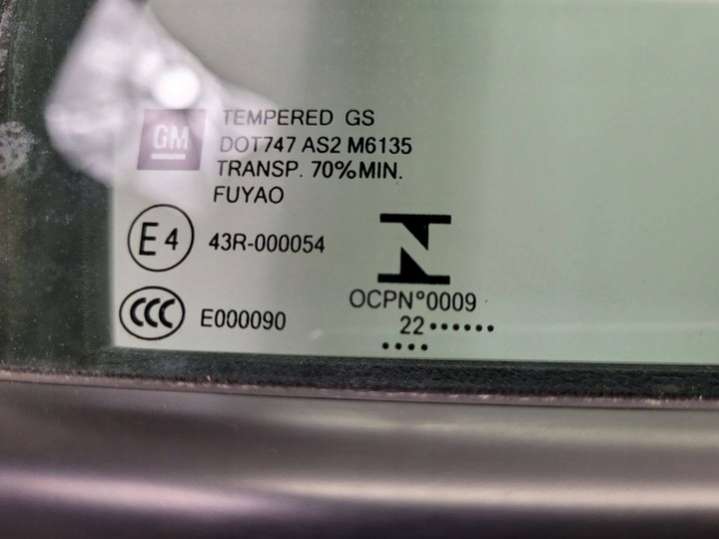 TEMPERED GS
GM
DOT747 AS2 M6135
TRANSP. 70%MIN.
FUYAO
E4
43R-000054
CCC
E000090
N
OCPN°0009
22••••••
••••